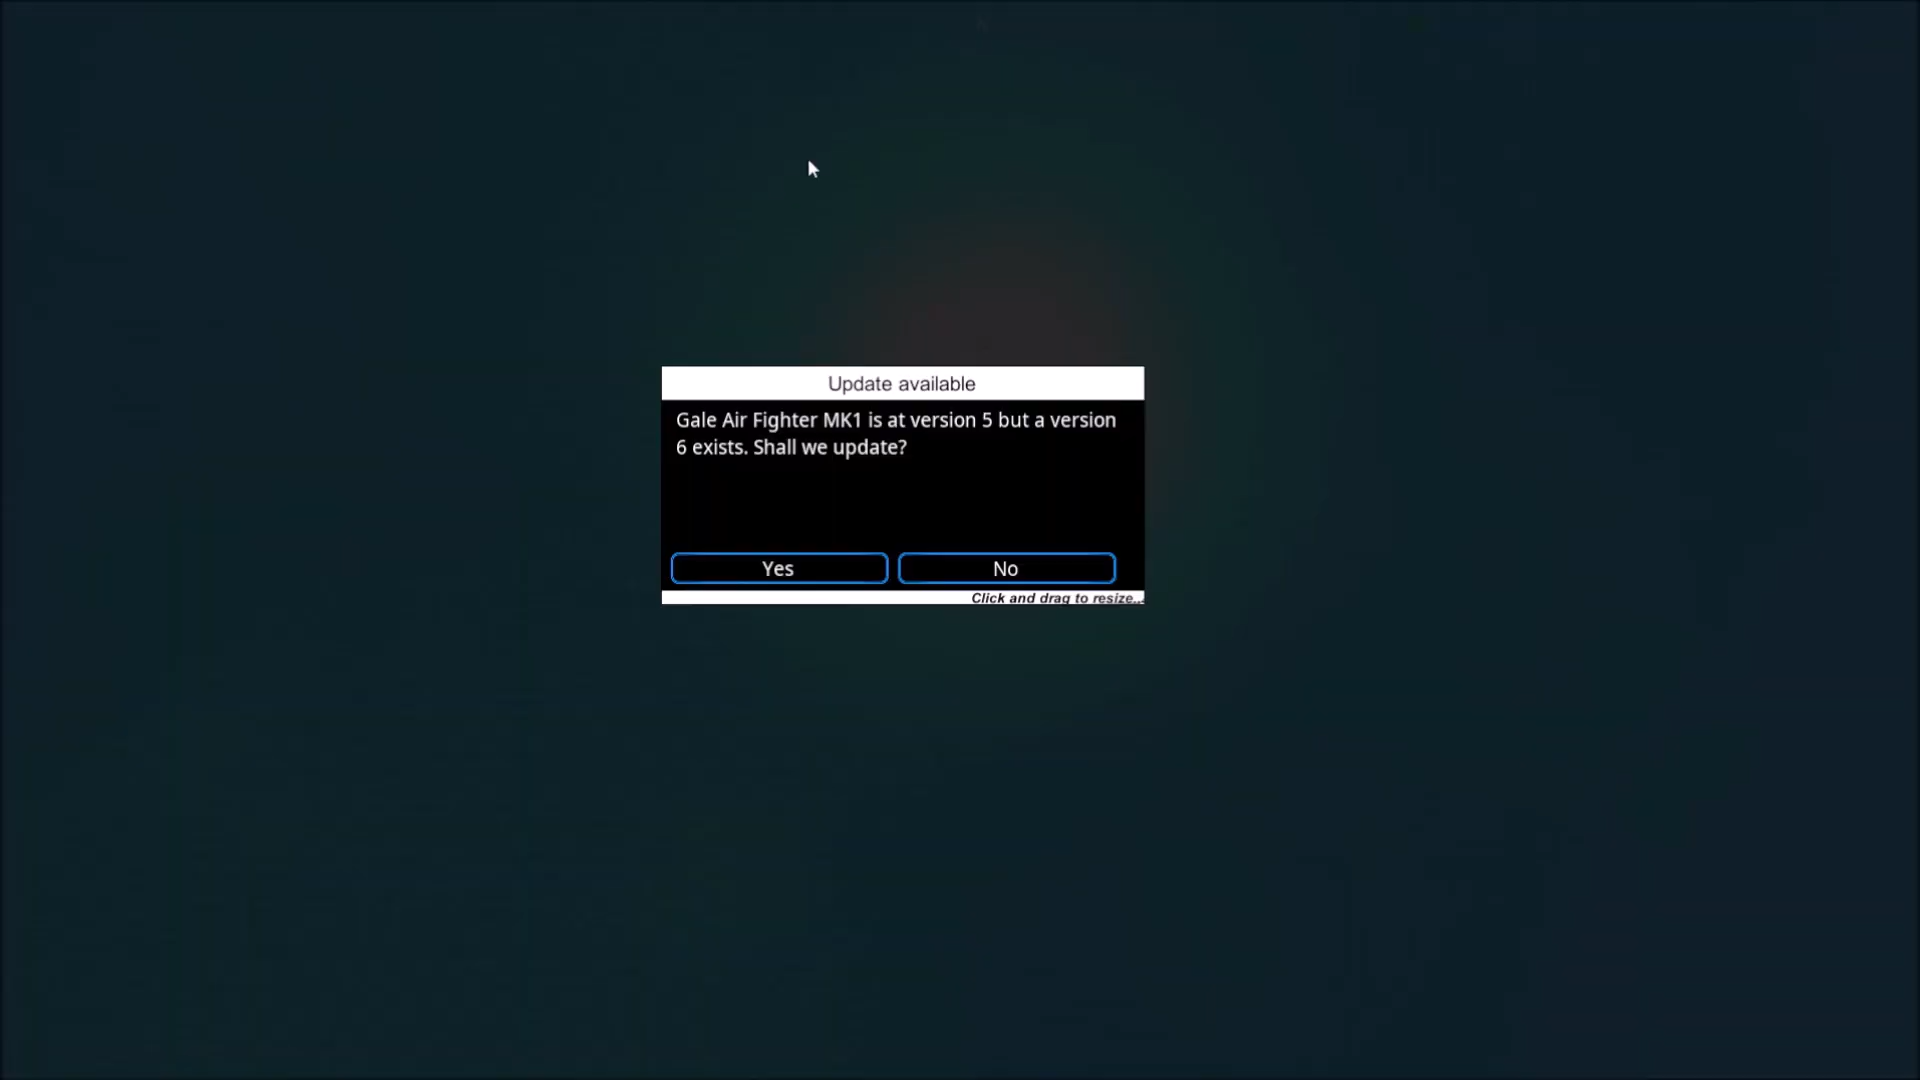 Update available
Gale Air Fighter MK1 is at version 5 but a version
6 exists. Shall we update?
Yes No
Click and drag to resize...